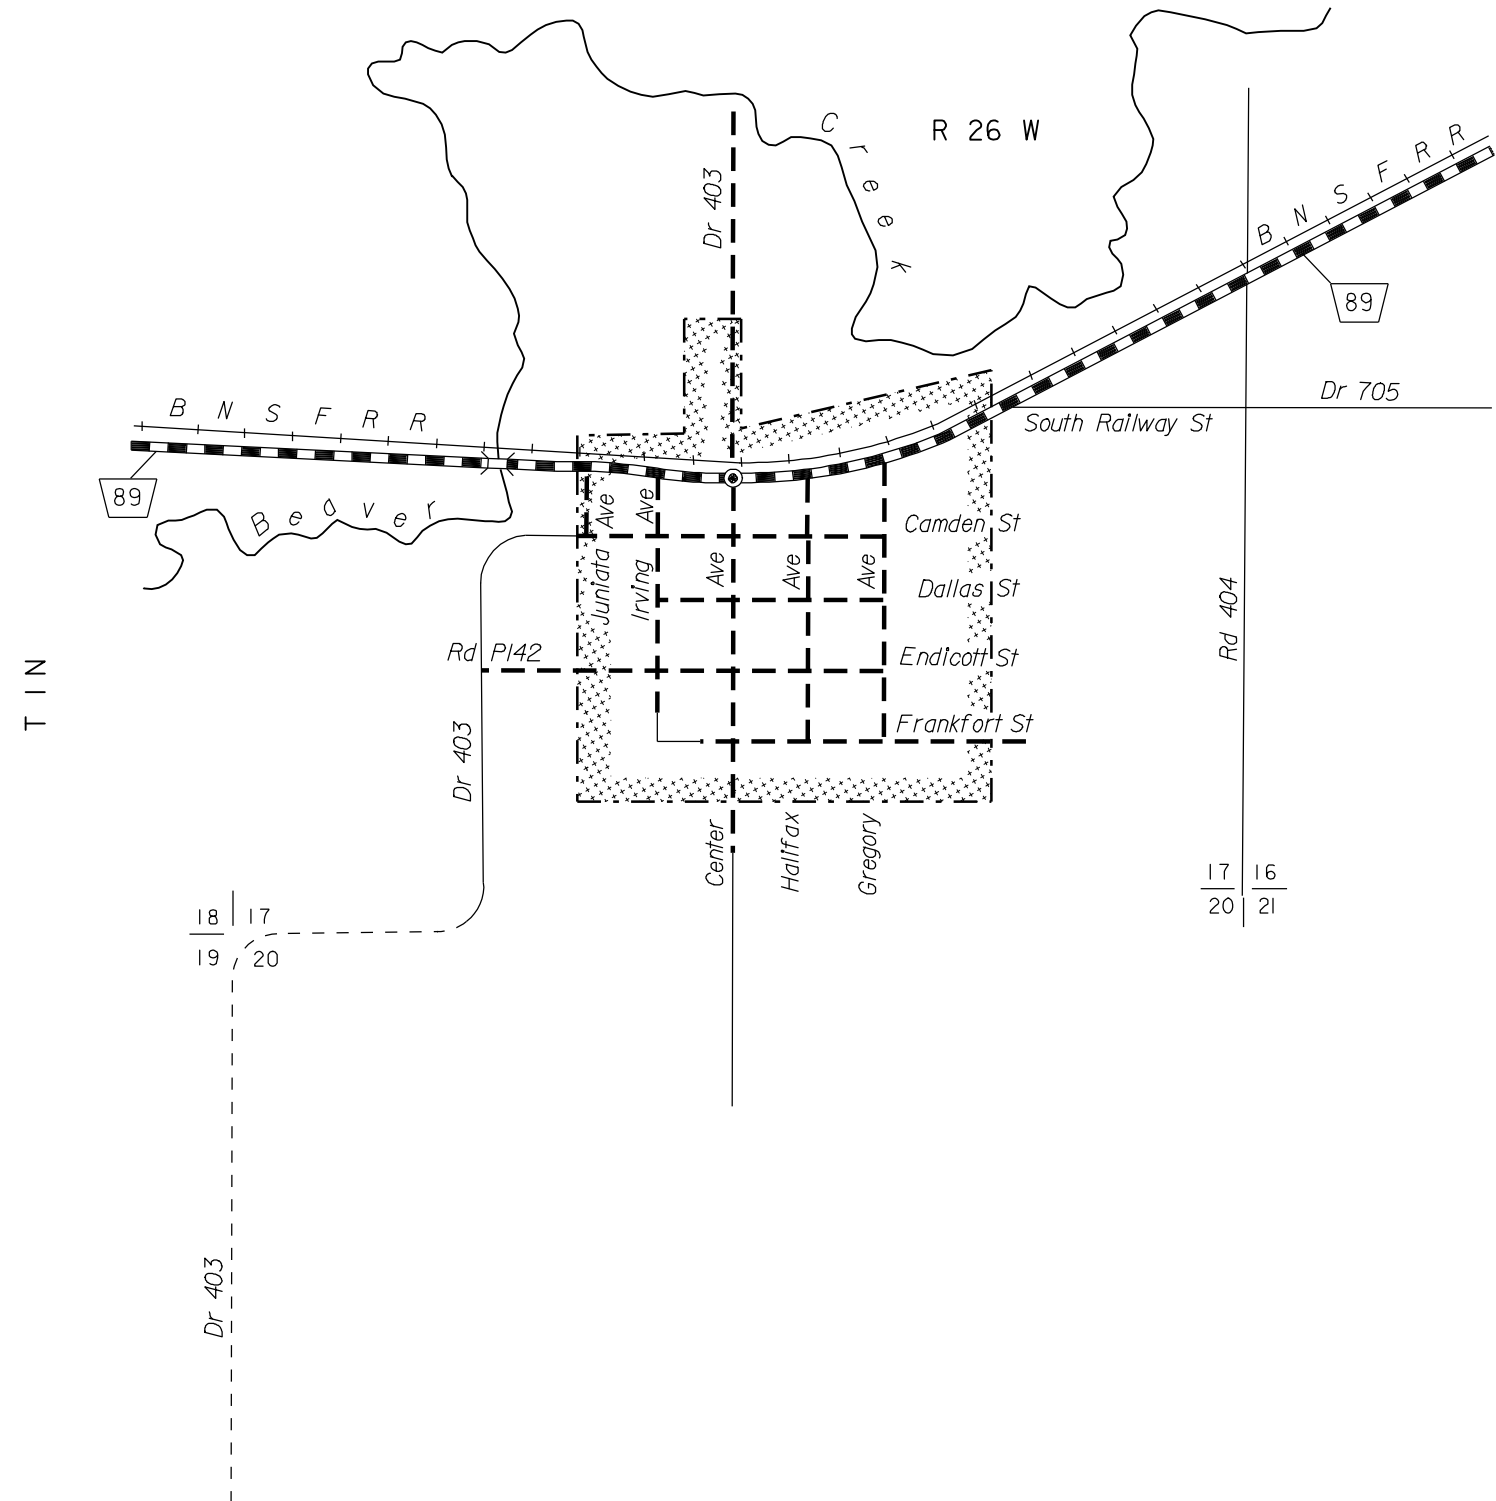 Creek
R 26 W
Dr 403
B N S F R R
89
Dr 705
South Railway St
B N S F R R
89
Beaver
Juniata Ave
Irving Ave
Camden St
Dallas St
Endicott St
Frankfort St
Rd P142
Dr 403
Rd 404
T 1 N
Center Ave
Halifax Ave
Gregory Ave
17 16
20 21
18 17
19 20
Dr 403